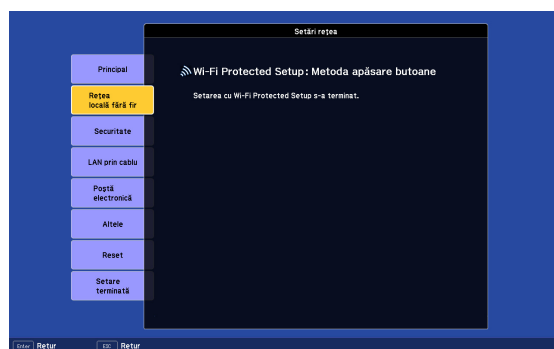 Setări rețea
Principal
Wi-Fi Protected Setup: Metoda apăsare butoane
Rețea
locală fără fir
Setarea cu Wi-Fi Protected Setup s-a terminat.
Securitate
LAN prin cablu
Poștă
electronică
Altele
Reset
Setare
terminată
Enter Retur ESC Retur